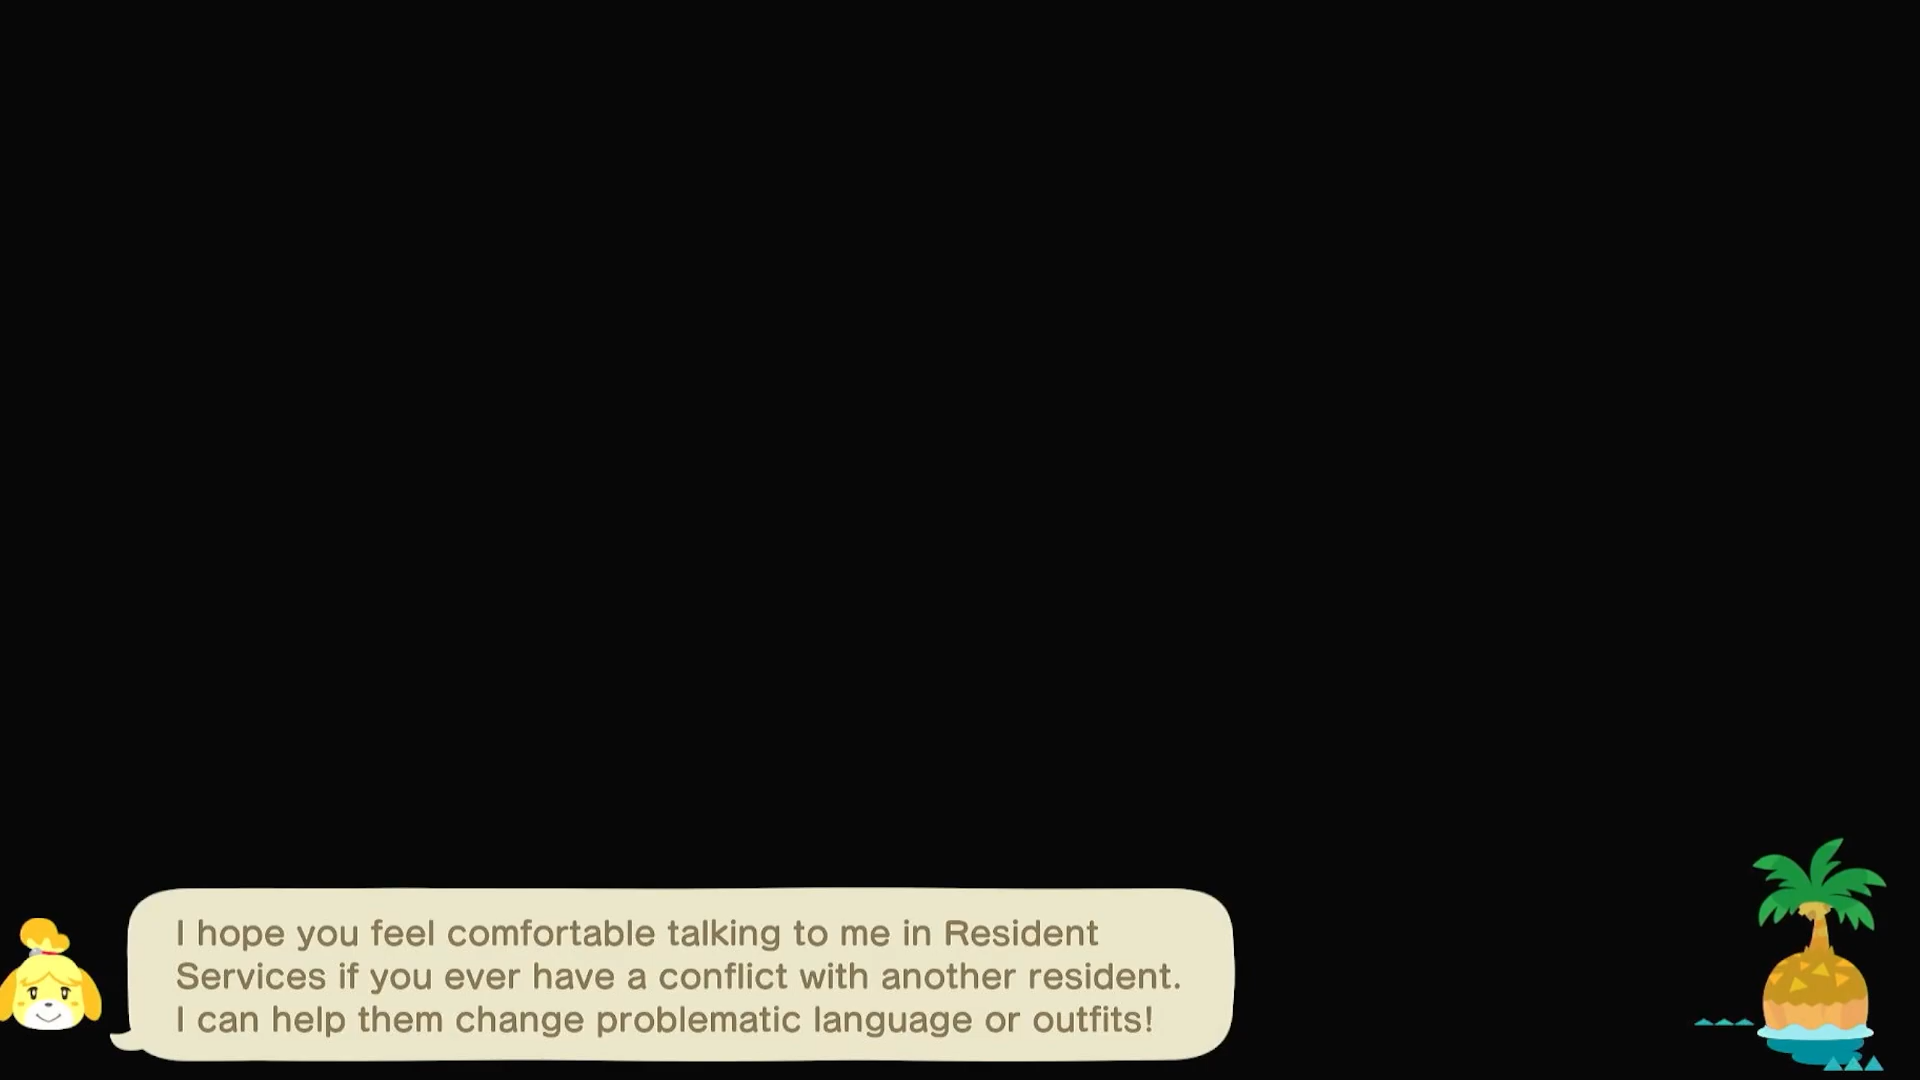 I hope you feel comfortable talking to me in Resident
Services if you ever have a conflict with another resident.
I can help them change problematic language or outfits!